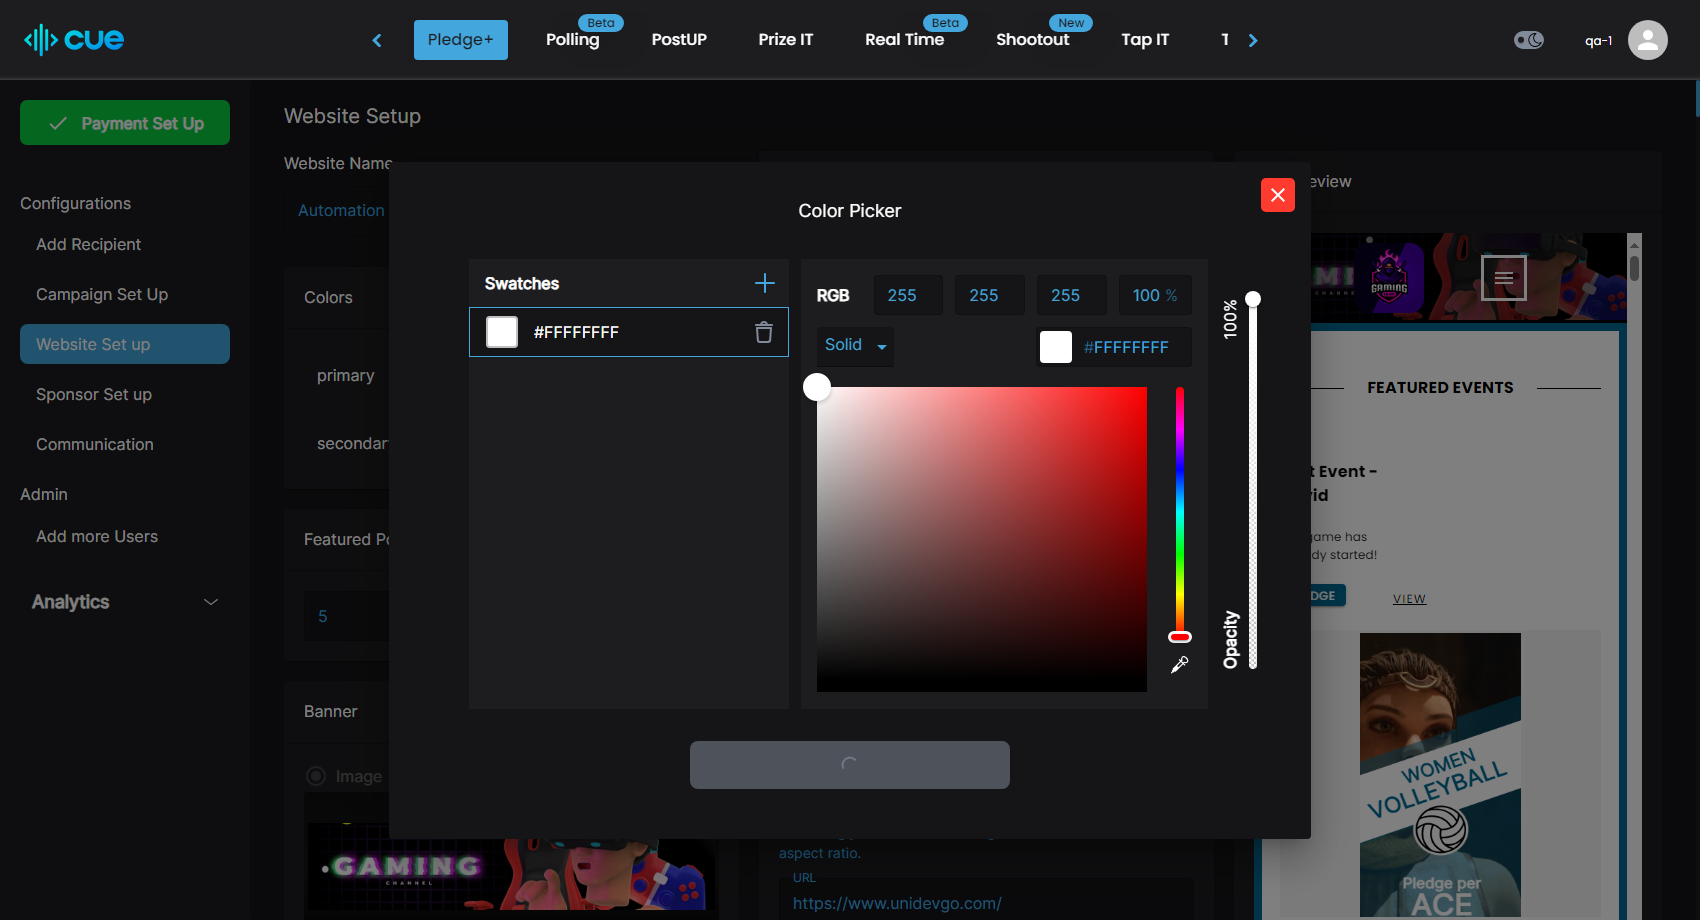 cue
Pledge+
Beta
Polling
PostUP
Prize IT
Beta
Real Time
New
Shootout
Tap IT
qa-1
Payment Set Up
Configurations
Add Recipient
Campaign Set Up
Website Set up
Sponsor Set up
Communication
Admin
Add more Users
Analytics
Website Setup
Website Name
Automation
Colors
primary
secondar
Featured Po
5
Banner
Image
GAMING
CHANNEL
Color Picker
Swatches
#FFFFFFFF
RGB
255
255
255
100 %
Solid
#FFFFFFFF
100%
Opacity
aspect ratio.
URL
https://www.unidevgo.com/
eview
GAMING
FEATURED EVENTS
t Event -
rid
game has
dy started!
DGE
VIEW
WOMEN
VOLLEYBALL
Pledge per
ACE